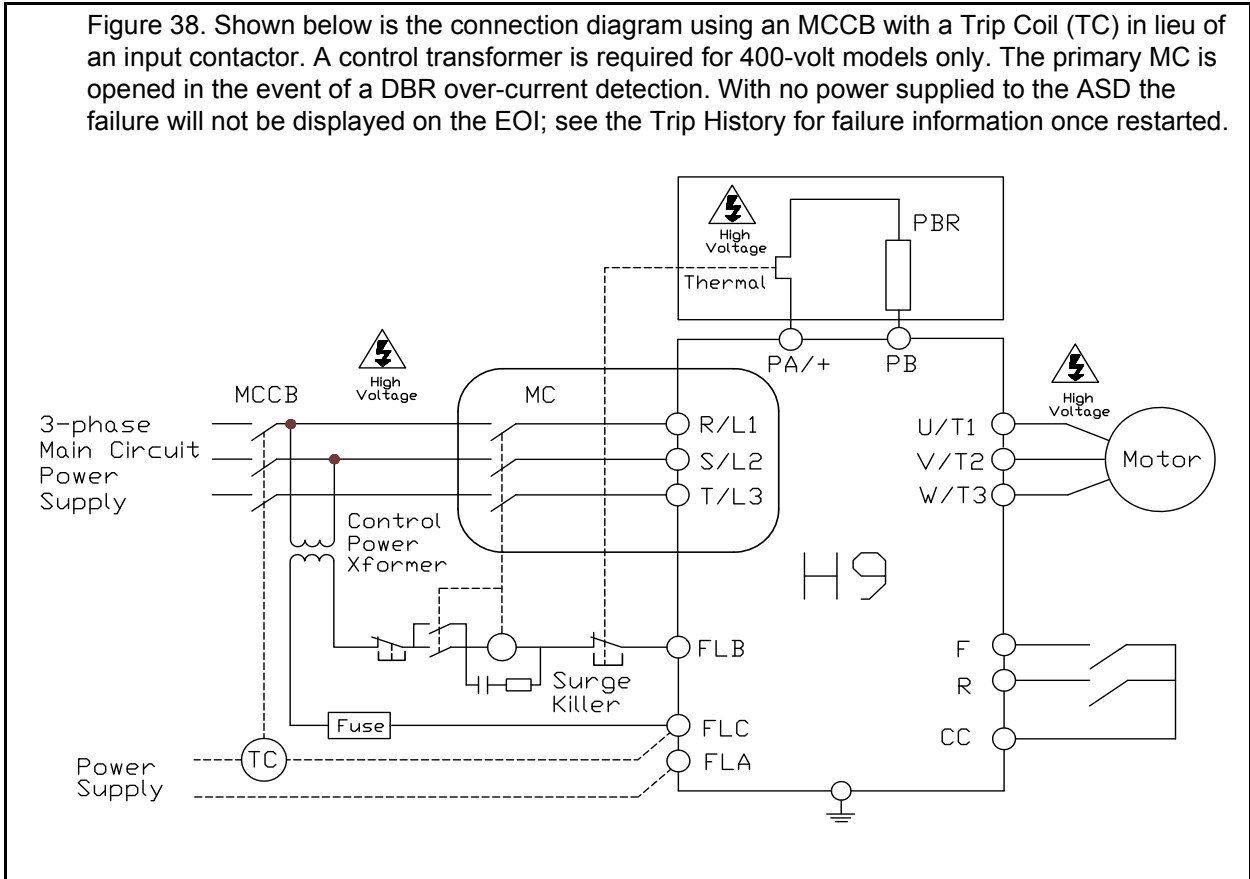 Figure 38. Shown below is the connection diagram using an MCCB with a Trip Coil (TC) in lieu of
an input contactor. A control transformer is required for 400-volt models only. The primary MC is
opened in the event of a DBR over-current detection. With no power supplied to the ASD the
failure will not be displayed on the EOI; see the Trip History for failure information once restarted.
High
Voltage
PBR
Thermal
PA/+
PB
High
Voltage
MCCB
MC
High
Voltage
3-phase
Main Circuit
Power
Supply
R/L1
S/L2
T/L3
U/T1
V/T2
W/T3
Motor
Control
Power
Xformer
H9
FLB
Surge
Killer
F
R
CC
Fuse
FLC
FLA
TC
Power
Supply